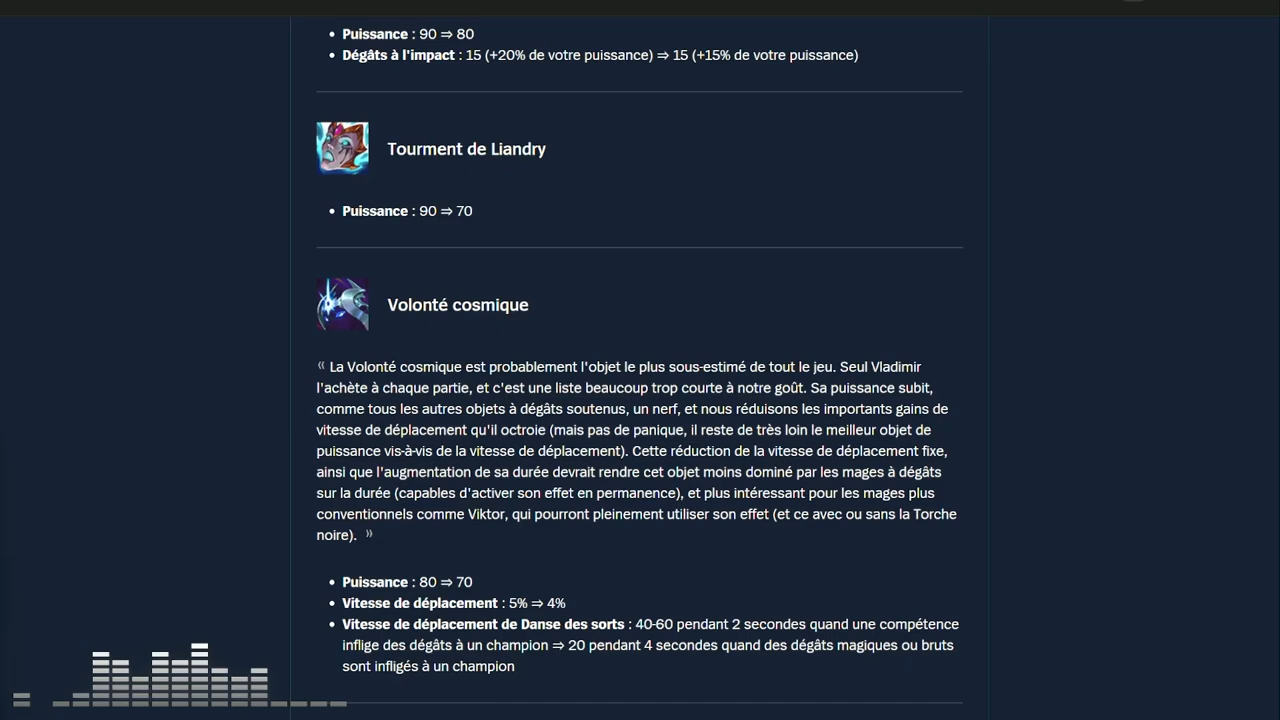 Puissance : 90 ⇒ 80
Dégâts à l'impact : 15 (+20% de votre puissance) ⇒ 15 (+15% de votre puissance)
Tourment de Liandry
Puissance : 90 ⇒ 70
Volonté cosmique
« La Volonté cosmique est probablement l'objet le plus sous-estimé de tout le jeu. Seul Vladimir
l'achète à chaque partie, et c'est une liste beaucoup trop courte à notre goût. Sa puissance subit,
comme tous les autres objets à dégâts soutenus, un nerf, et nous réduisons les importants gains de
vitesse de déplacement qu'il octroie (mais pas de panique, il reste de très loin le meilleur objet de
puissance vis-à-vis de la vitesse de déplacement). Cette réduction de la vitesse de déplacement fixe,
ainsi que l'augmentation de sa durée devrait rendre cet objet moins dominé par les mages à dégâts
sur la durée (capables d'activer son effet en permanence), et plus intéressant pour les mages plus
conventionnels comme Viktor, qui pourront pleinement utiliser son effet (et ce avec ou sans la Torche
noire). »
Puissance : 80 ⇒ 70
Vitesse de déplacement : 5% ⇒ 4%
Vitesse de déplacement de Danse des sorts : 40-60 pendant 2 secondes quand une compétence
inflige des dégâts à un champion ⇒ 20 pendant 4 secondes quand des dégâts magiques ou bruts
sont infligés à un champion